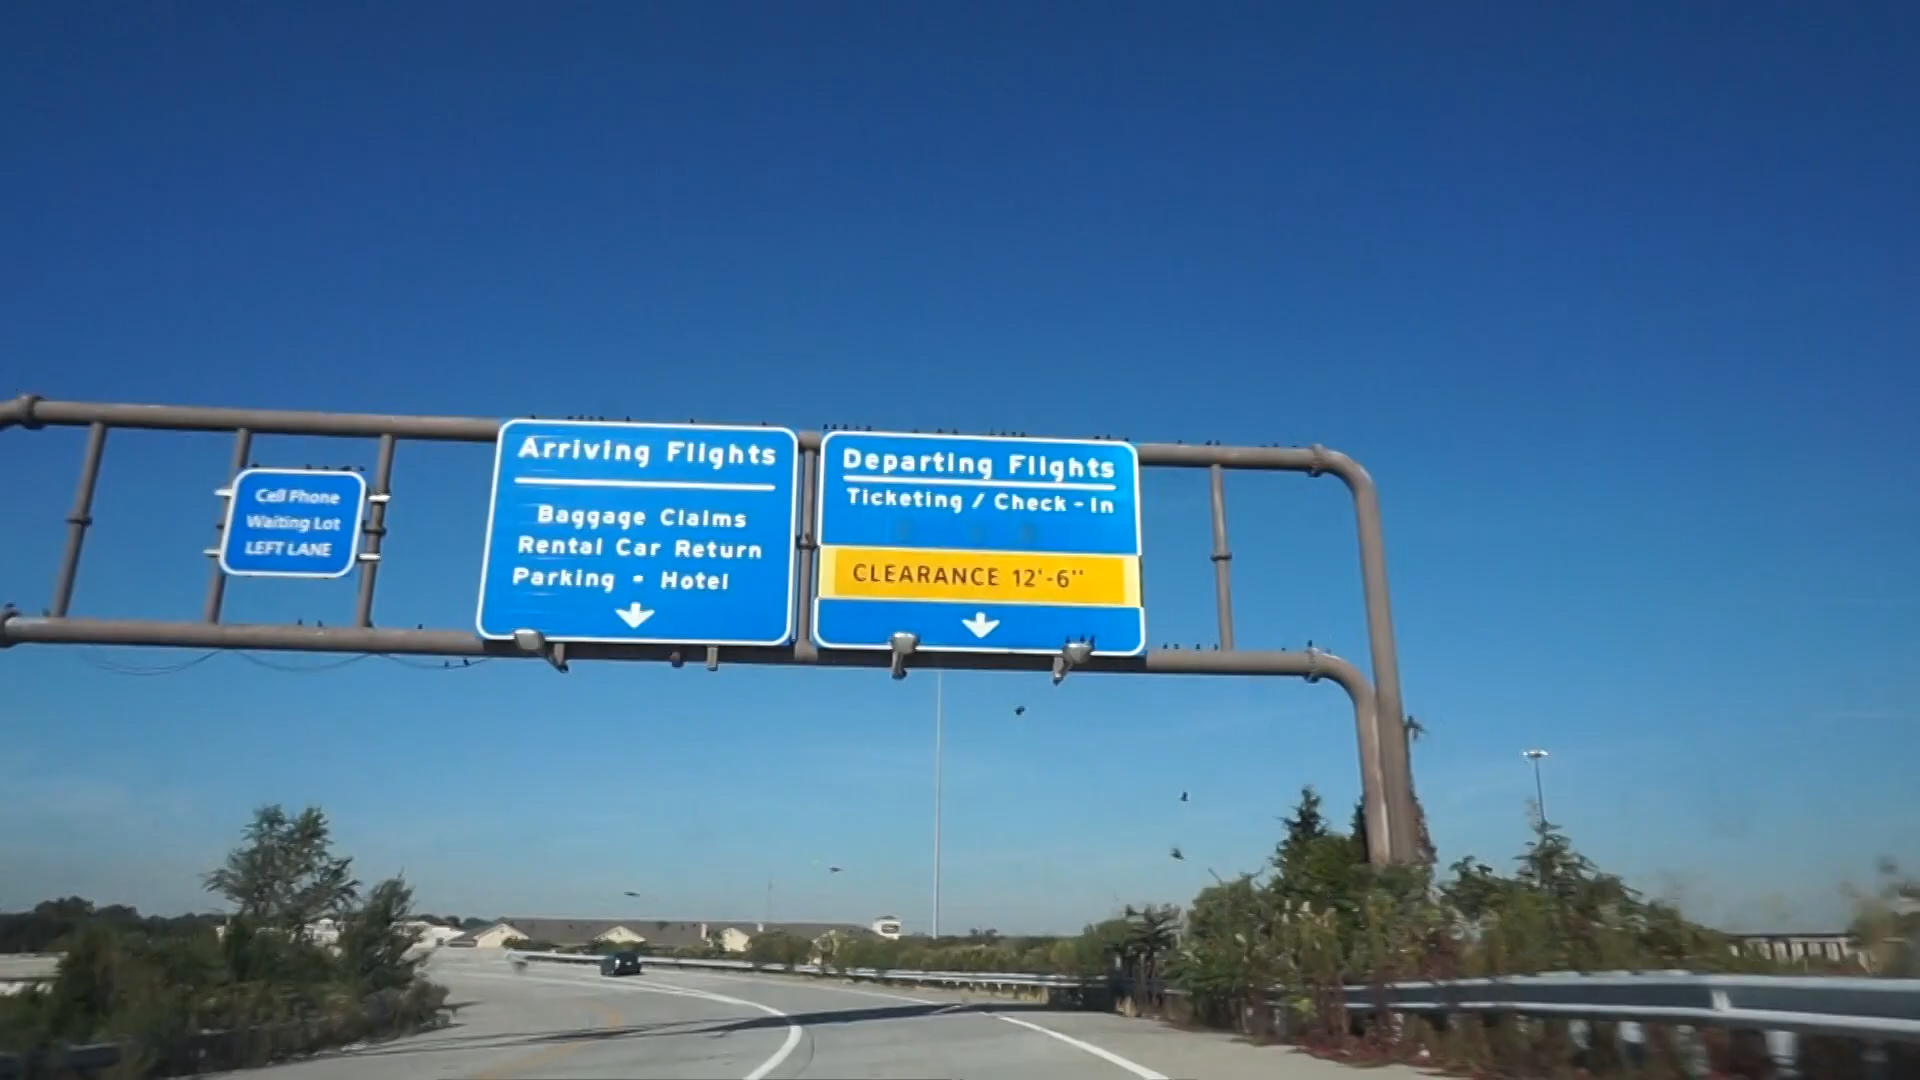 Cell Phone
Waiting Lot
LEFT LANE
Arriving Flights
Baggage Claims
Rental Car Return
Parking - Hotel
Departing Flights
Ticketing / Check-In
CLEARANCE 12'-6"